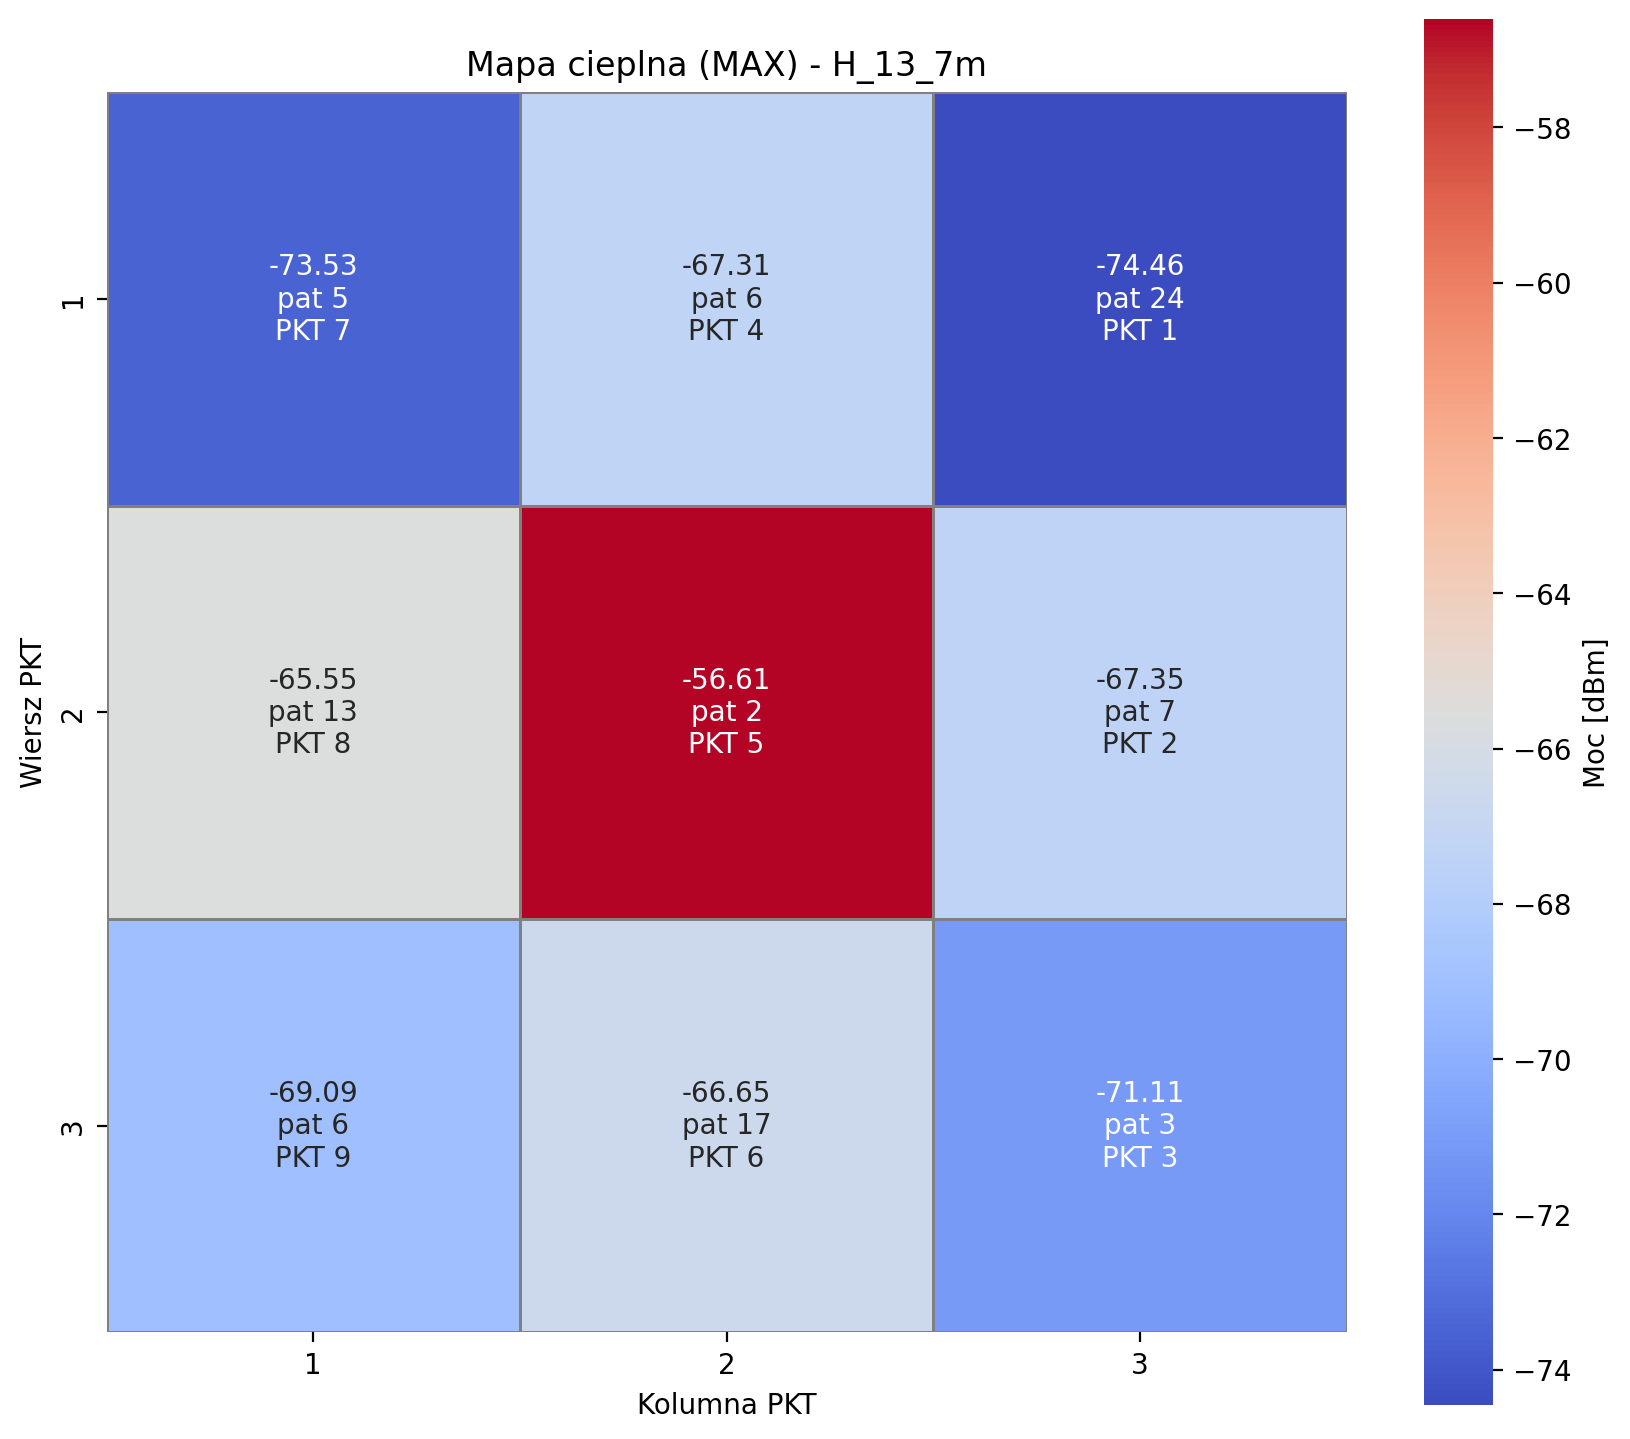 Mapa cieplna (MAX) - H_13_7m
-73.53
pat 5
PKT 7
-67.31
pat 6
PKT 4
-74.46
pat 24
PKT 1
-65.55
pat 13
PKT 8
-56.61
pat 2
PKT 5
-67.35
pat 7
PKT 2
-69.09
pat 6
PKT 9
-66.65
pat 17
PKT 6
-71.11
pat 3
PKT 3
1
2
3
Wiersz PKT
1
2
3
Kolumna PKT
−58
−60
−62
−64
−66
−68
−70
−72
−74
Moc [dBm]